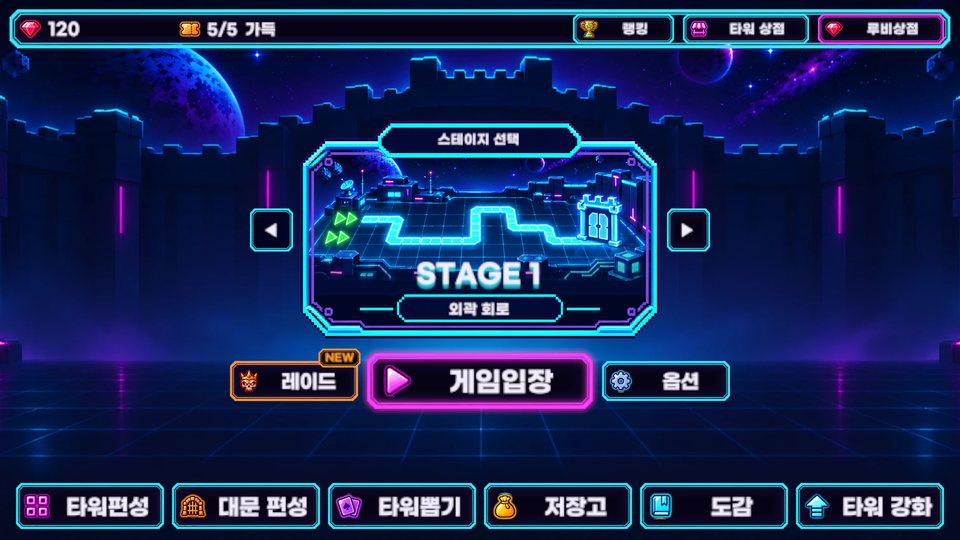 120
5/5 가득
랭킹
타워 상점
루비상점
스테이지 선택
STAGE 1
외곽 회로
NEW
레이드
게임입장
옵션
타워편성
대문 편성
타워뽑기
저장고
도감
타워 강화